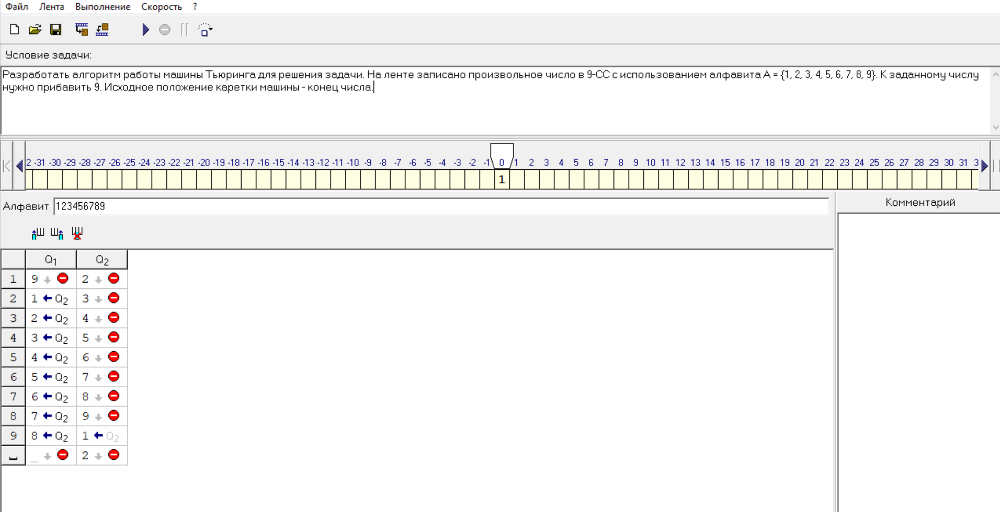 Файл Лента Выполнение Скорость ?
Условие задачи:
Разработать алгоритм работы машины Тьюринга для решения задачи. На ленте записано произвольное число в 9-СС с использованием алфавита A = {1, 2, 3, 4, 5, 6, 7, 8, 9}. К заданному числу
нужно прибавить 9. Исходное положение каретки машины - конец числа.
2 -31 -30 -29 -28 -27 -26 -25 -24 -23 -22 -21 -20 -19 -18 -17 -16 -15 -14 -13 -12 -11 -10 -9 -8 -7 -6 -5 -4 -3 -2 -1 0 1 2 3 4 5 6 7 8 9 10 11 12 13 14 15 16 17 18 19 20 21 22 23 24 25 26 27 28 29 30 31 3
1
Алфавит 123456789
Комментарий
Q1 Q2
1 9 2
2 1 ← Q2 3
3 2 ← Q2 4
4 3 ← Q2 5
5 4 ← Q2 6
6 5 ← Q2 7
7 6 ← Q2 8
8 7 ← Q2 9
9 8 ← Q2 1 ← Q2
_ 2